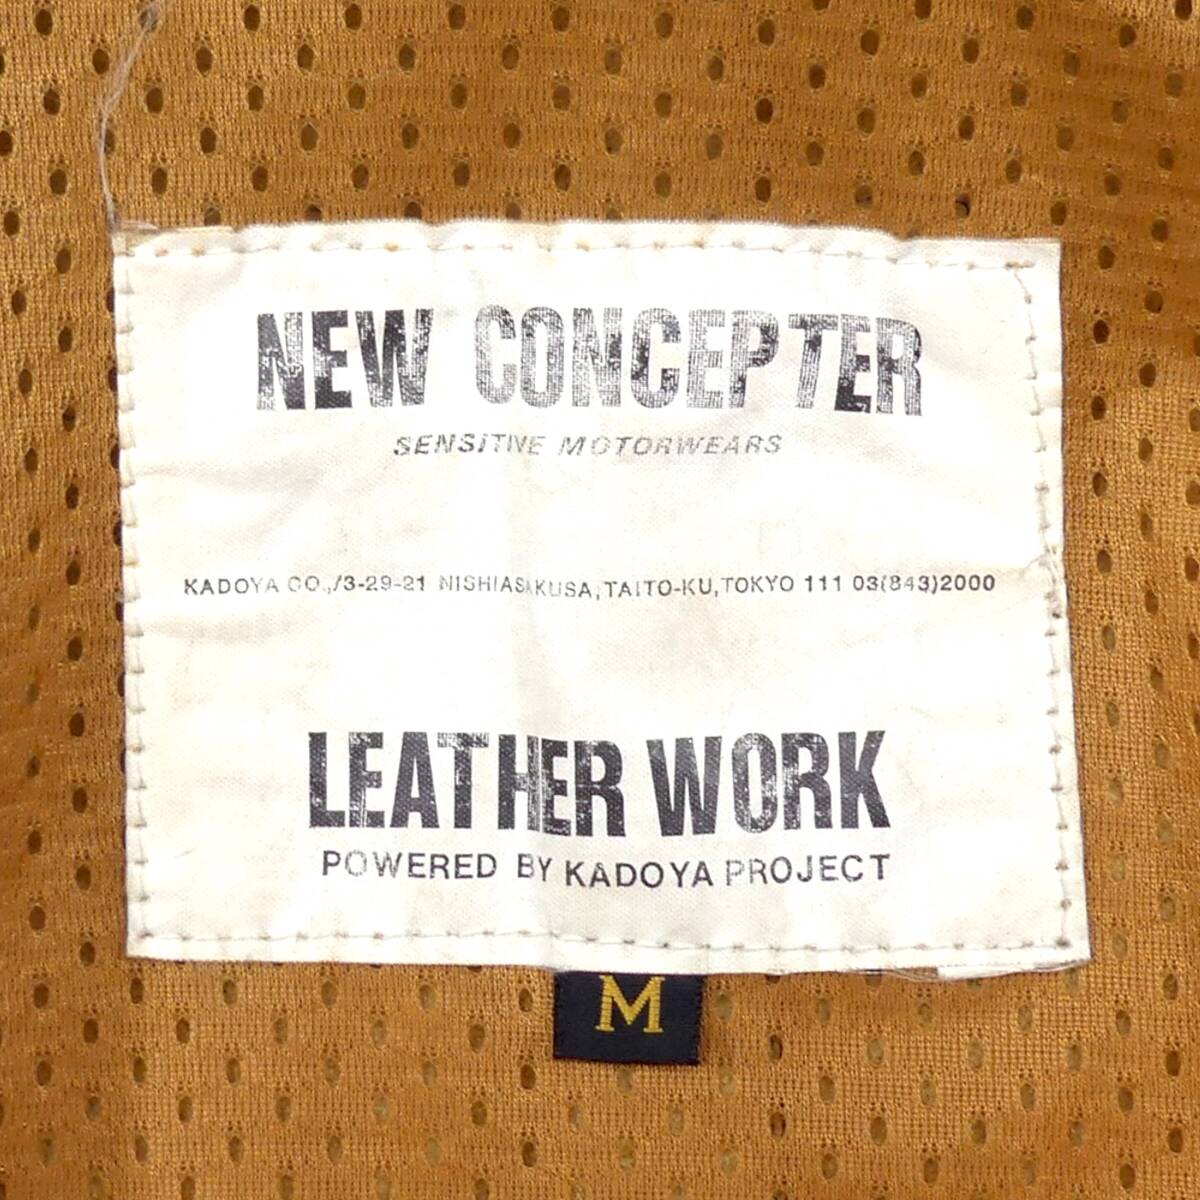 NEW CONCEPTER
SENSiTIVE MOTORWEARS
KADOYA CO.,/3-29-21 NISHIASAKUSA,TAITO-KU,TOKYO 111 03(843)2000
LEATHER WORK
POWERED BY KADOYA PROJECT
M